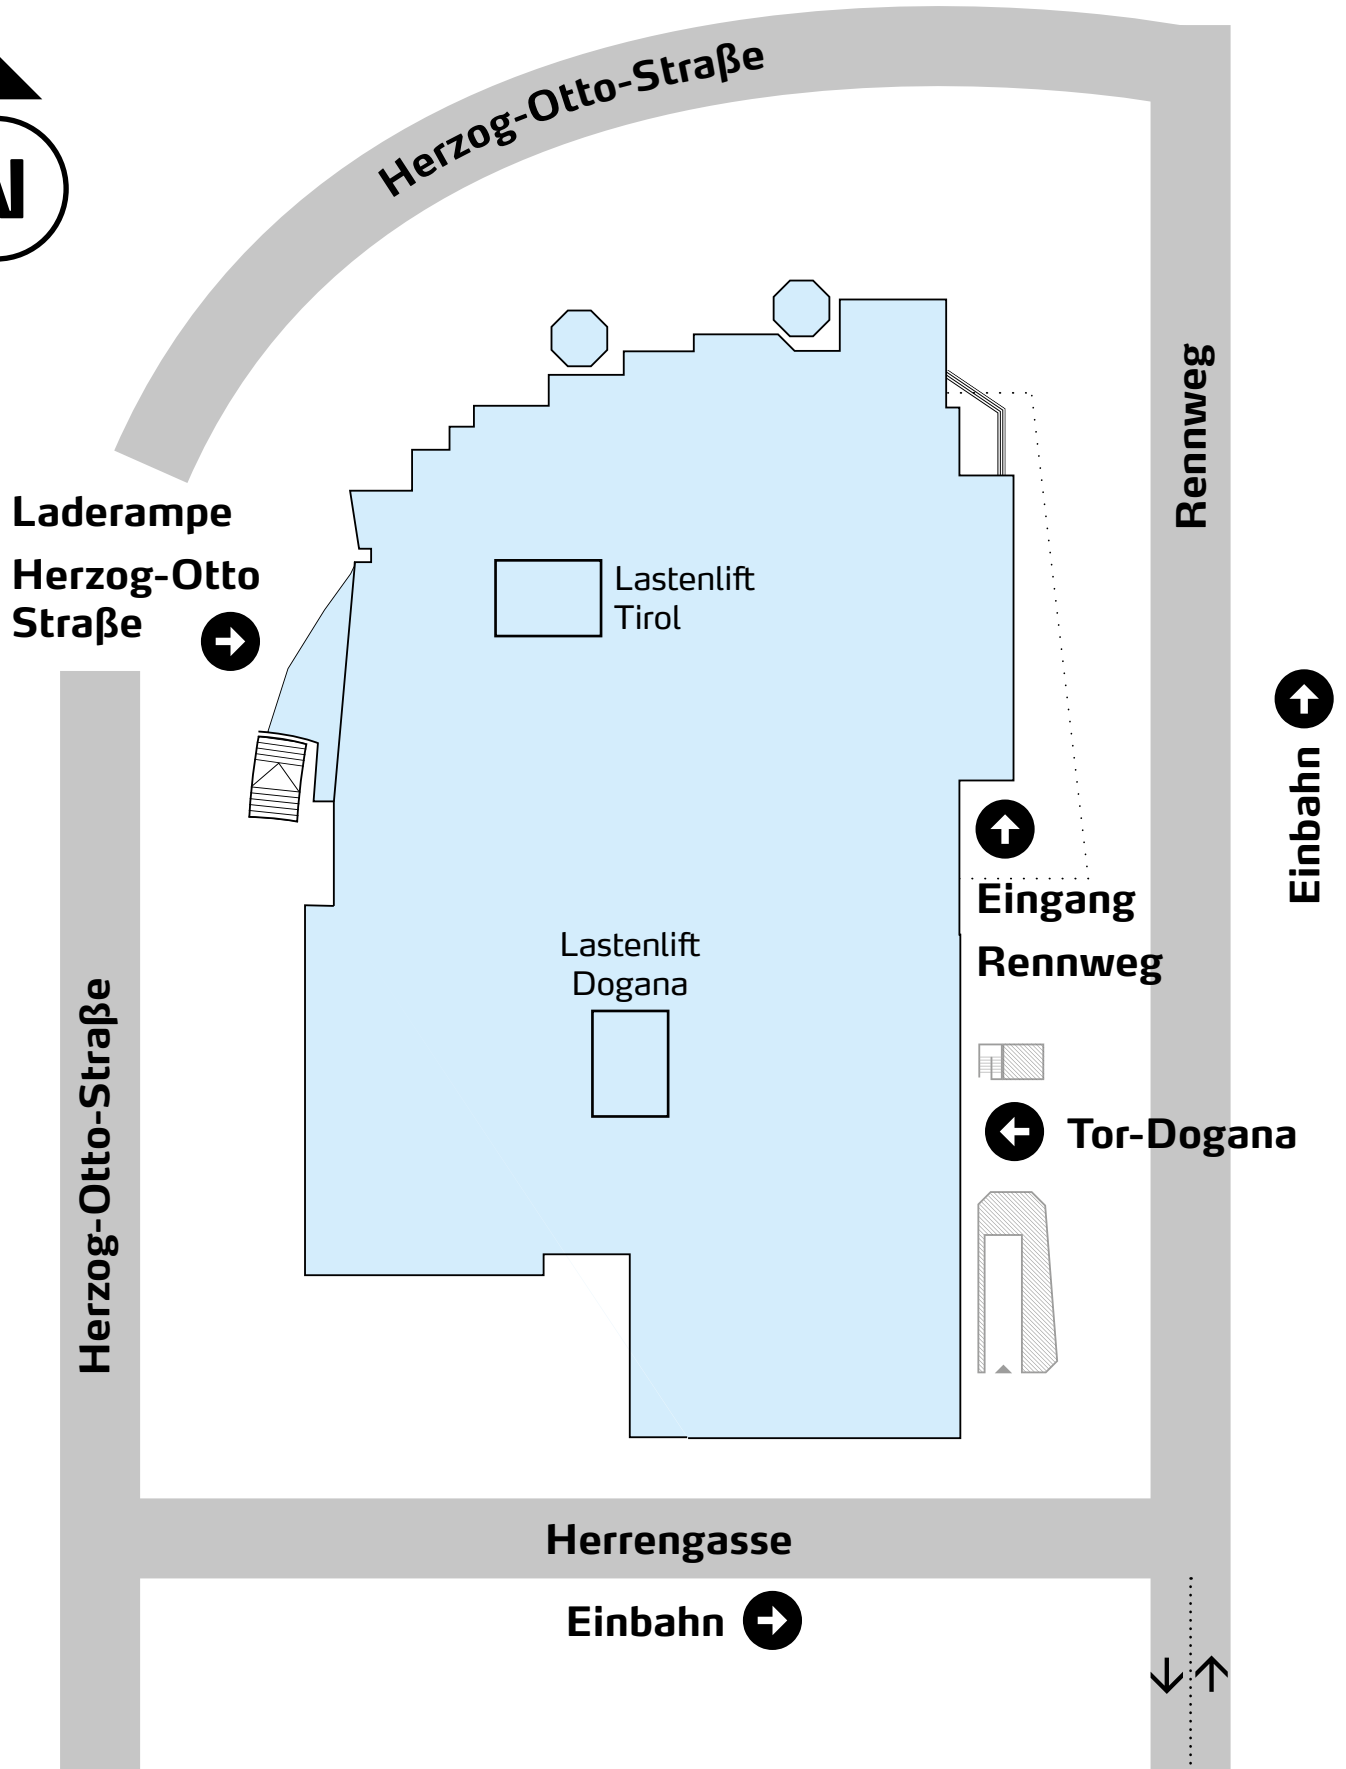 Herzog-Otto-Straße
N
Rennweg
Laderampe
Herzog-Otto
Straße
Lastenlift
Tirol
Einbahn
Eingang
Rennweg
Lastenlift
Dogana
Tor-Dogana
Herzog-Otto-Straße
Herrengasse
Einbahn